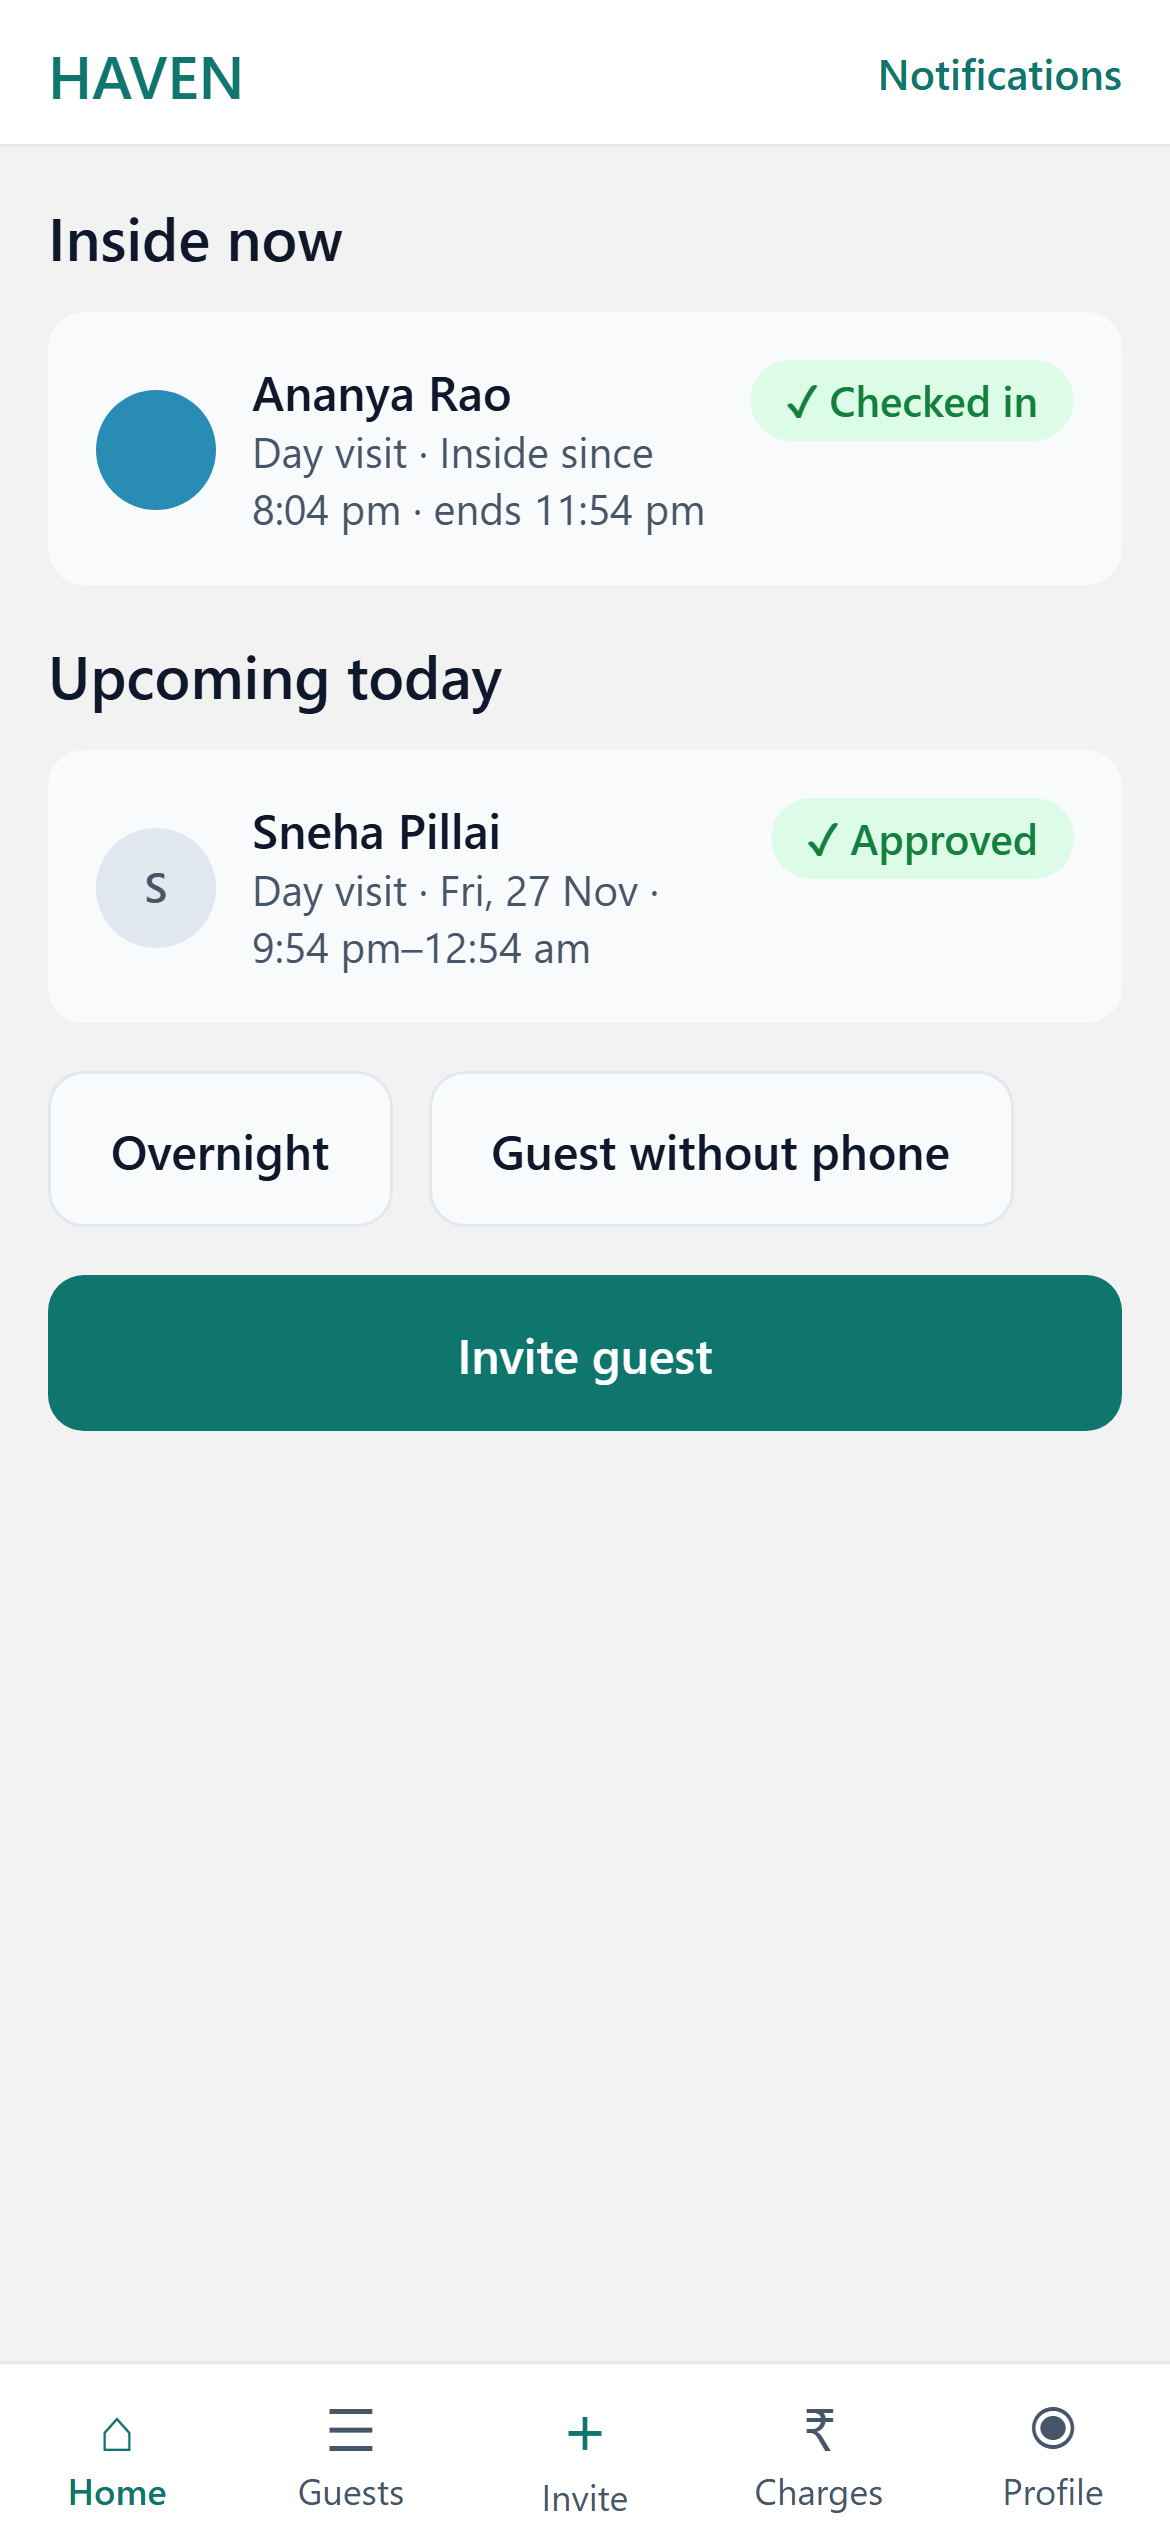 HAVEN
Notifications
Inside now
Ananya Rao
✓ Checked in
Day visit · Inside since
8:04 pm · ends 11:54 pm
Upcoming today
S
Sneha Pillai
✓ Approved
Day visit · Fri, 27 Nov ·
9:54 pm–12:54 am
Overnight
Guest without phone
Invite guest
Home
Guests
+
Invite
₹
Charges
Profile